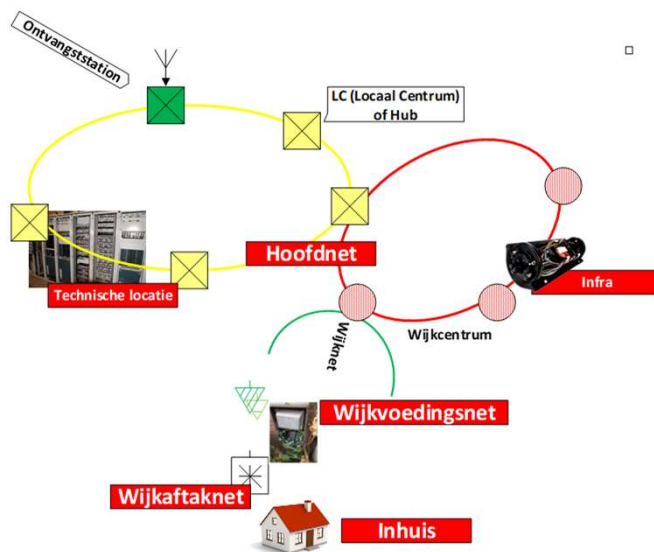 Ontvangststation
LC (Locaal Centrum)
of Hub
Hoofdnet
Technische locatie
Infra
Wijknet
Wijkcentrum
Wijkvoedingsnet
Wijkaftaknet
Inhuis